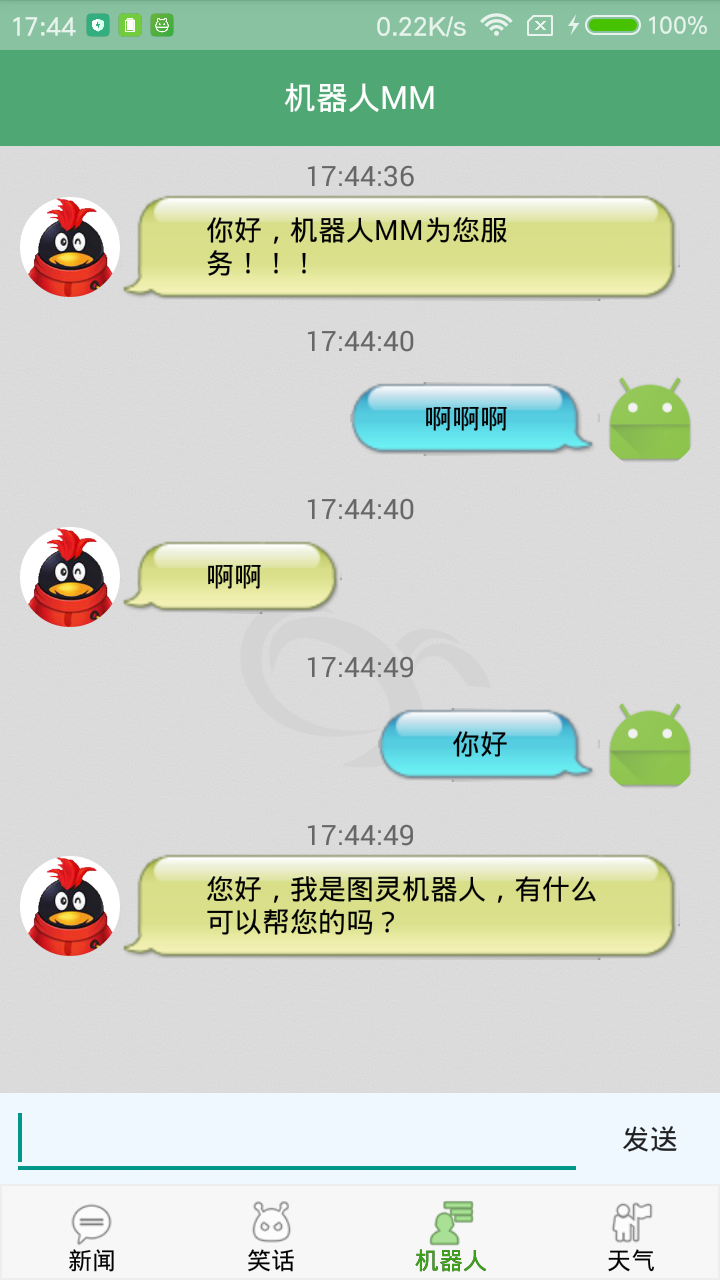 17:44 0.22K/s 100%
机器人MM
17:44:36
你好，机器人MM为您服
务！！！
17:44:40
啊啊啊
17:44:40
啊啊
17:44:49
你好
17:44:49
您好，我是图灵机器人，有什么
可以帮您的吗？
发送
新闻 笑话 机器人 天气